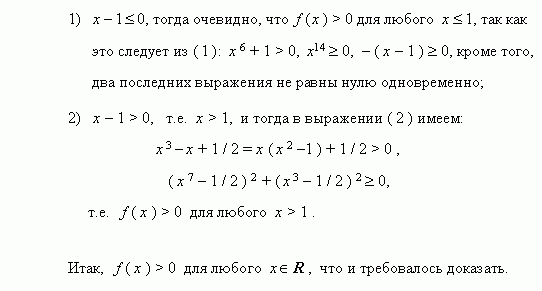 1) x – 1 ≤ 0, тогда очевидно, что f ( x ) > 0 для любого x ≤ 1, так как
это следует из ( 1 ): x⁶ + 1 > 0, x¹⁴ ≥ 0, – ( x – 1 ) ≥ 0, кроме того,
два последних выражения не равны нулю одновременно;
2) x – 1 > 0, т.е. x > 1, и тогда в выражении ( 2 ) имеем:
x³ – x + 1 / 2 = x ( x² –1 ) + 1 / 2 > 0 ,
( x⁷ – 1 / 2 )² + ( x³ – 1 / 2 )² ≥ 0,
т.е. f ( x ) > 0 для любого x > 1 .
Итак, f ( x ) > 0 для любого x ∈ R , что и требовалось доказать.